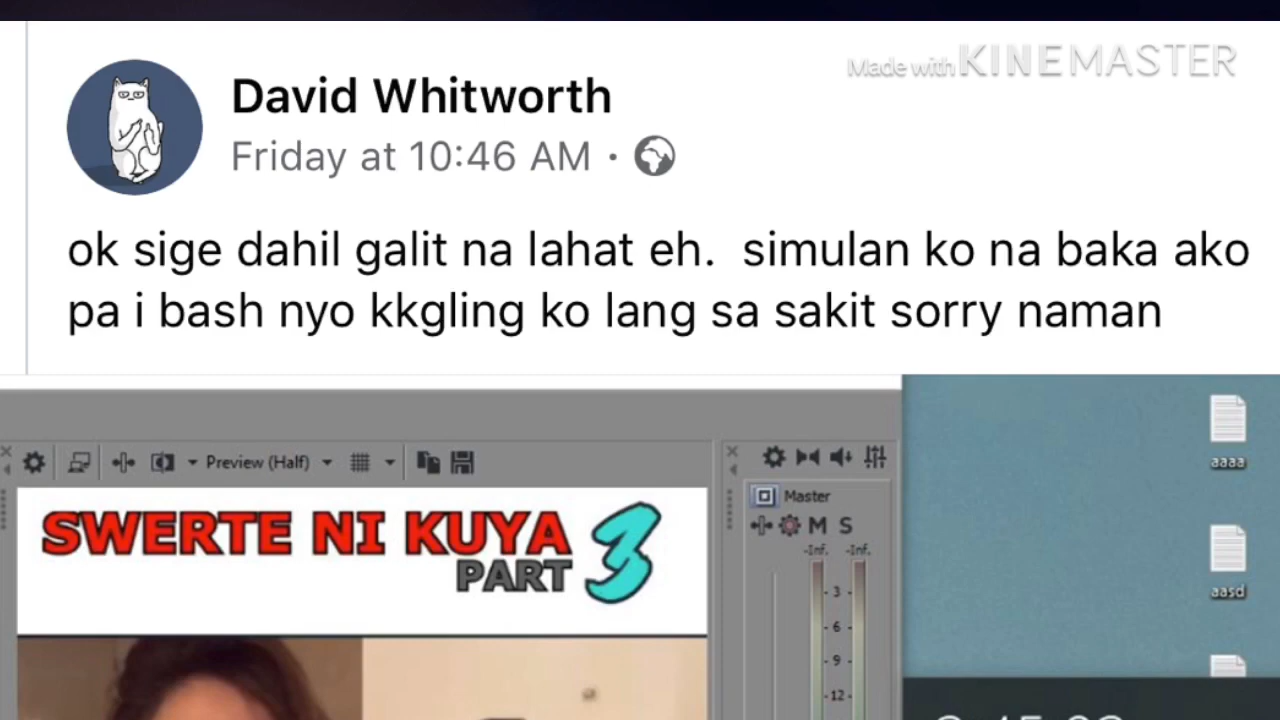 Made with KINEMASTER
David Whitworth
Friday at 10:46 AM ·
ok sige dahil galit na lahat eh. simulan ko na baka ako
pa i bash nyo kkgling ko lang sa sakit sorry naman
Preview (Half)
SWERTE NI KUYA
PART 3
Master
M S
-Inf. -Inf.
- 3 -
- 6 -
- 9 -
-12-
aaaa
aasd